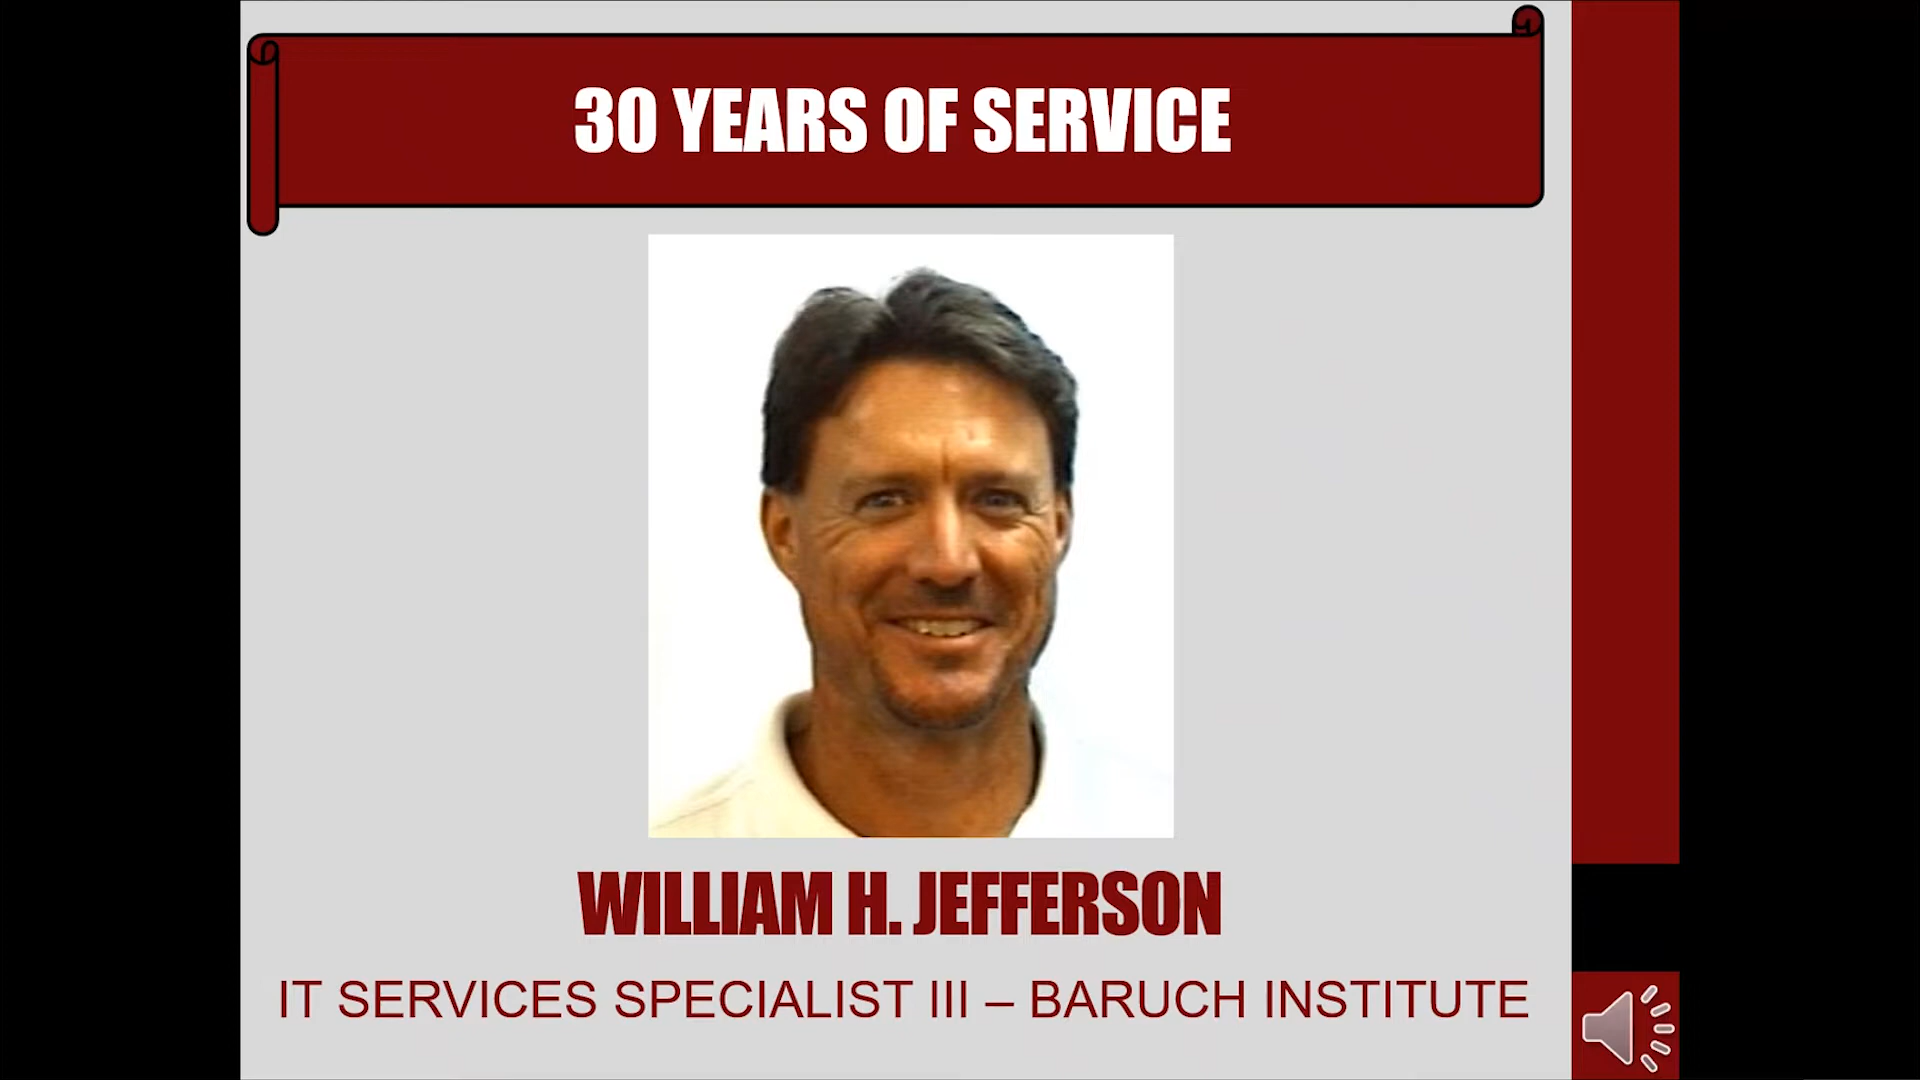 30 YEARS OF SERVICE
WILLIAM H. JEFFERSON
IT SERVICES SPECIALIST III – BARUCH INSTITUTE